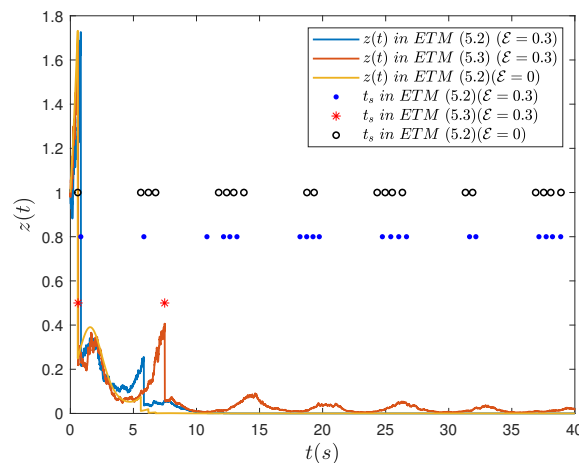 z(t) in ETM (5.2) (ℰ = 0.3)
z(t) in ETM (5.3) (ℰ = 0.3)
z(t) in ETM (5.2)(ℰ = 0)
t_s in ETM (5.2)(ℰ = 0.3)
t_s in ETM (5.3)(ℰ = 0.3)
t_s in ETM (5.2)(ℰ = 0)
1.8
1.6
1.4
1.2
1
0.8
0.6
0.4
0.2
0
z(t)
0 5 10 15 20 25 30 35 40
t(s)